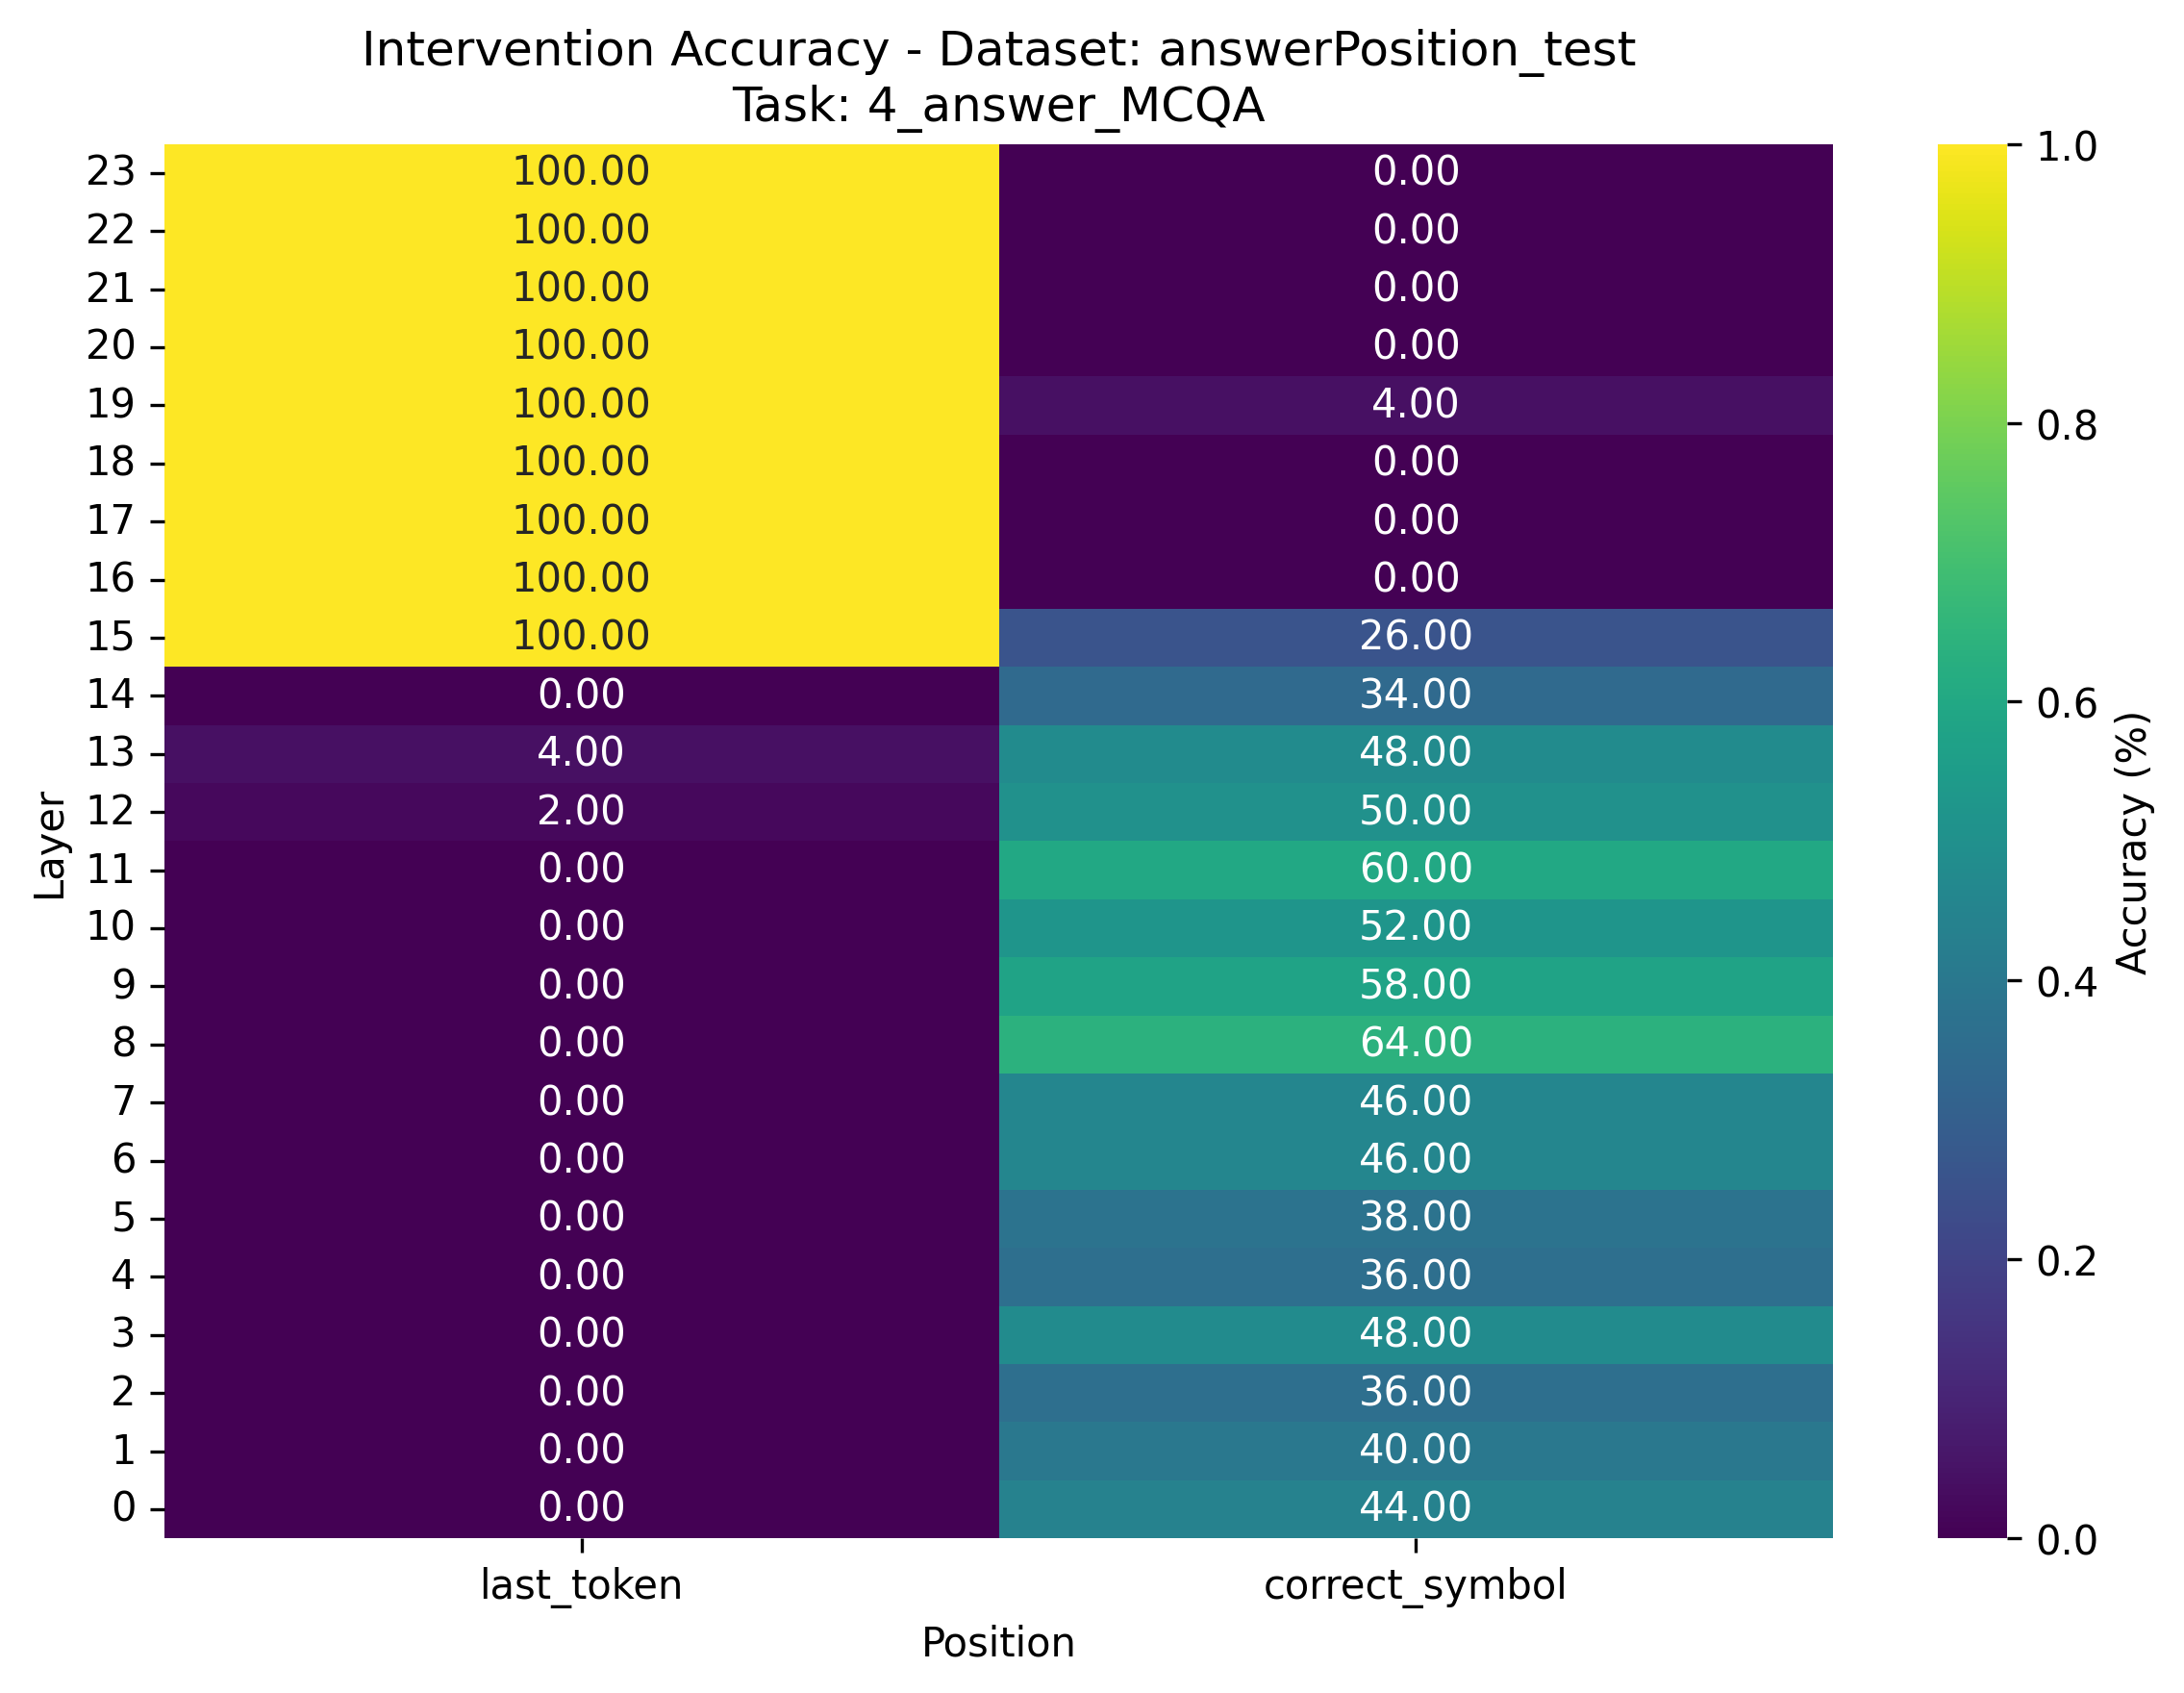 Intervention Accuracy - Dataset: answerPosition_test
Task: 4_answer_MCQA
23 100.00 0.00 1.0
22 100.00 0.00
21 100.00 0.00
20 100.00 0.00
19 100.00 4.00 0.8
18 100.00 0.00
17 100.00 0.00
16 100.00 0.00
15 100.00 26.00
14 0.00 34.00 0.6
13 4.00 48.00
12 2.00 50.00
11 0.00 60.00
10 0.00 52.00
9 0.00 58.00 0.4
8 0.00 64.00
7 0.00 46.00
6 0.00 46.00
5 0.00 38.00
4 0.00 36.00 0.2
3 0.00 48.00
2 0.00 36.00
1 0.00 40.00
0 0.00 44.00 0.0
Layer
Accuracy (%)
last_token correct_symbol
Position